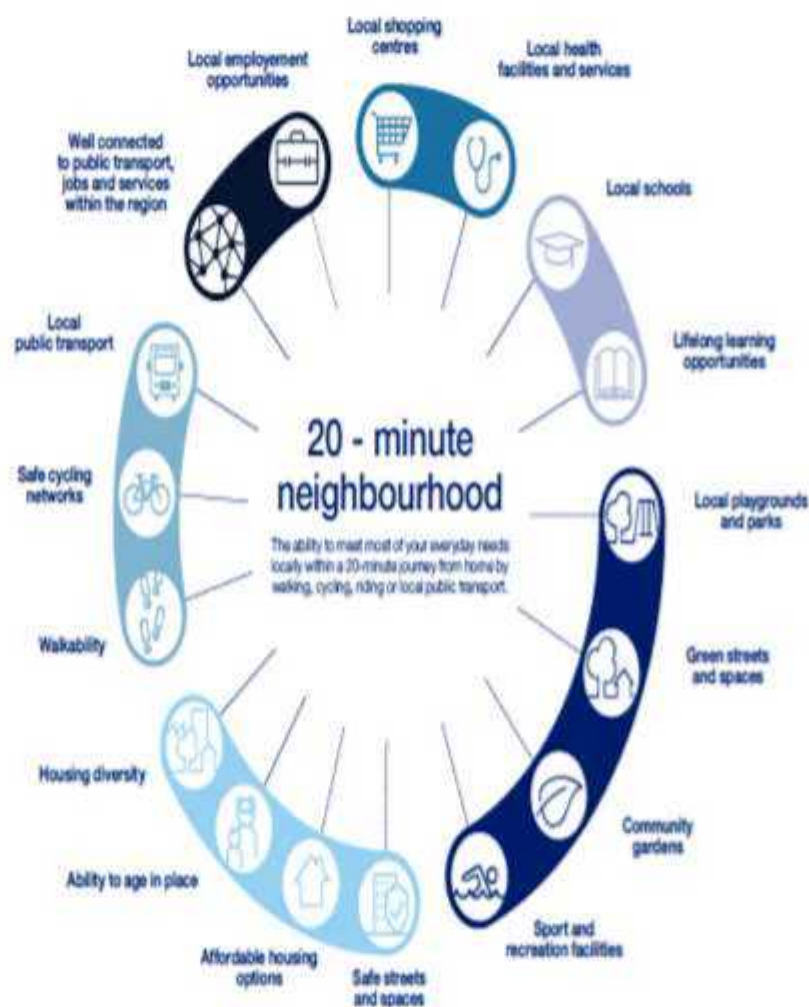 Local shopping
centres
Local health
facilities and services
Local schools
Lifelong learning
opportunities
Local playgrounds
and parks
Green streets
and spaces
Community
gardens
Sport and
recreation facilities
Safe streets
and spaces
Affordable housing
options
Ability to age in place
Housing diversity
Walkability
Safe cycling
networks
Local
public transport
Well connected
to public transport,
jobs and services
within the region
Local employement
opportunities
20 - minute
neighbourhood
The ability to meet most of your everyday needs
locally within a 20-minute journey from home by
walking, cycling, riding or local public transport.